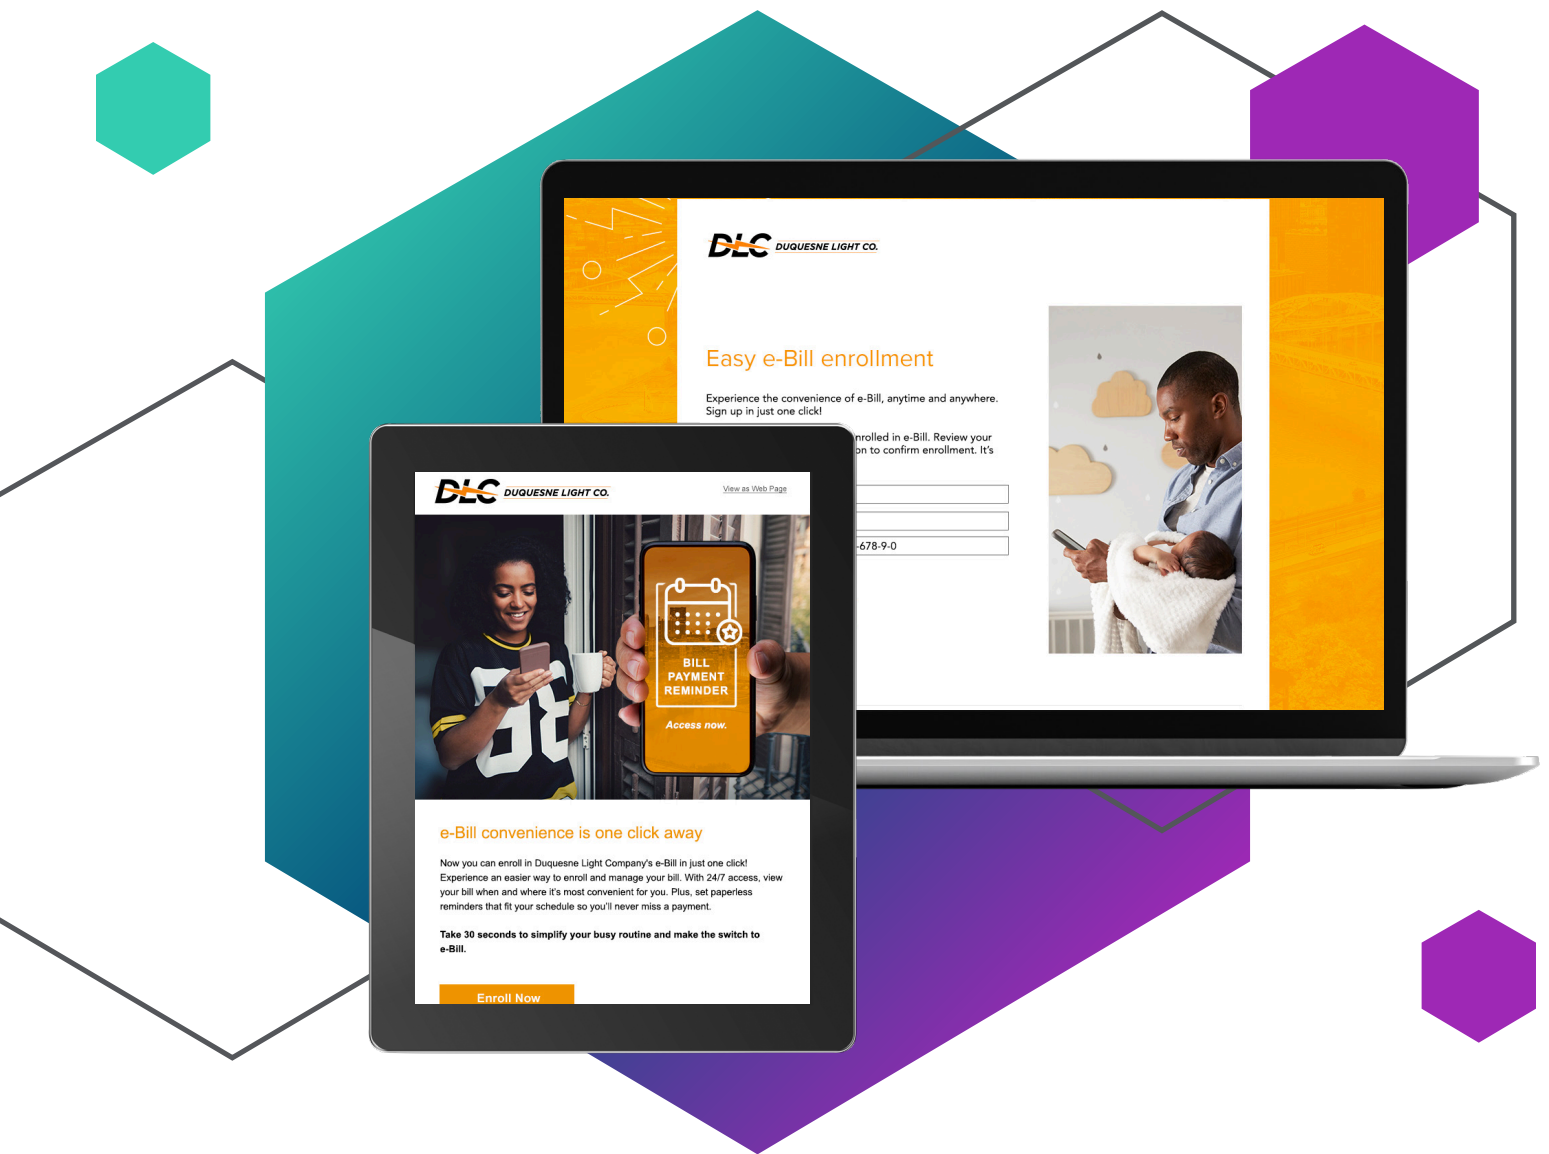 DLC DUQUESNE LIGHT CO.
Easy e-Bill enrollment
Experience the convenience of e-Bill, anytime and anywhere.
Sign up in just one click!
nrolled in e-Bill. Review your
on to confirm enrollment. It's
-678-9-0
DLC DUQUESNE LIGHT CO.
View as Web Page
BILL
PAYMENT
REMINDER
Access now.
e-Bill convenience is one click away
Now you can enroll in Duquesne Light Company's e-Bill in just one click!
Experience an easier way to enroll and manage your bill. With 24/7 access, view
your bill when and where it's most convenient for you. Plus, set paperless
reminders that fit your schedule so you'll never miss a payment.
Take 30 seconds to simplify your busy routine and make the switch to
e-Bill.
Enroll Now